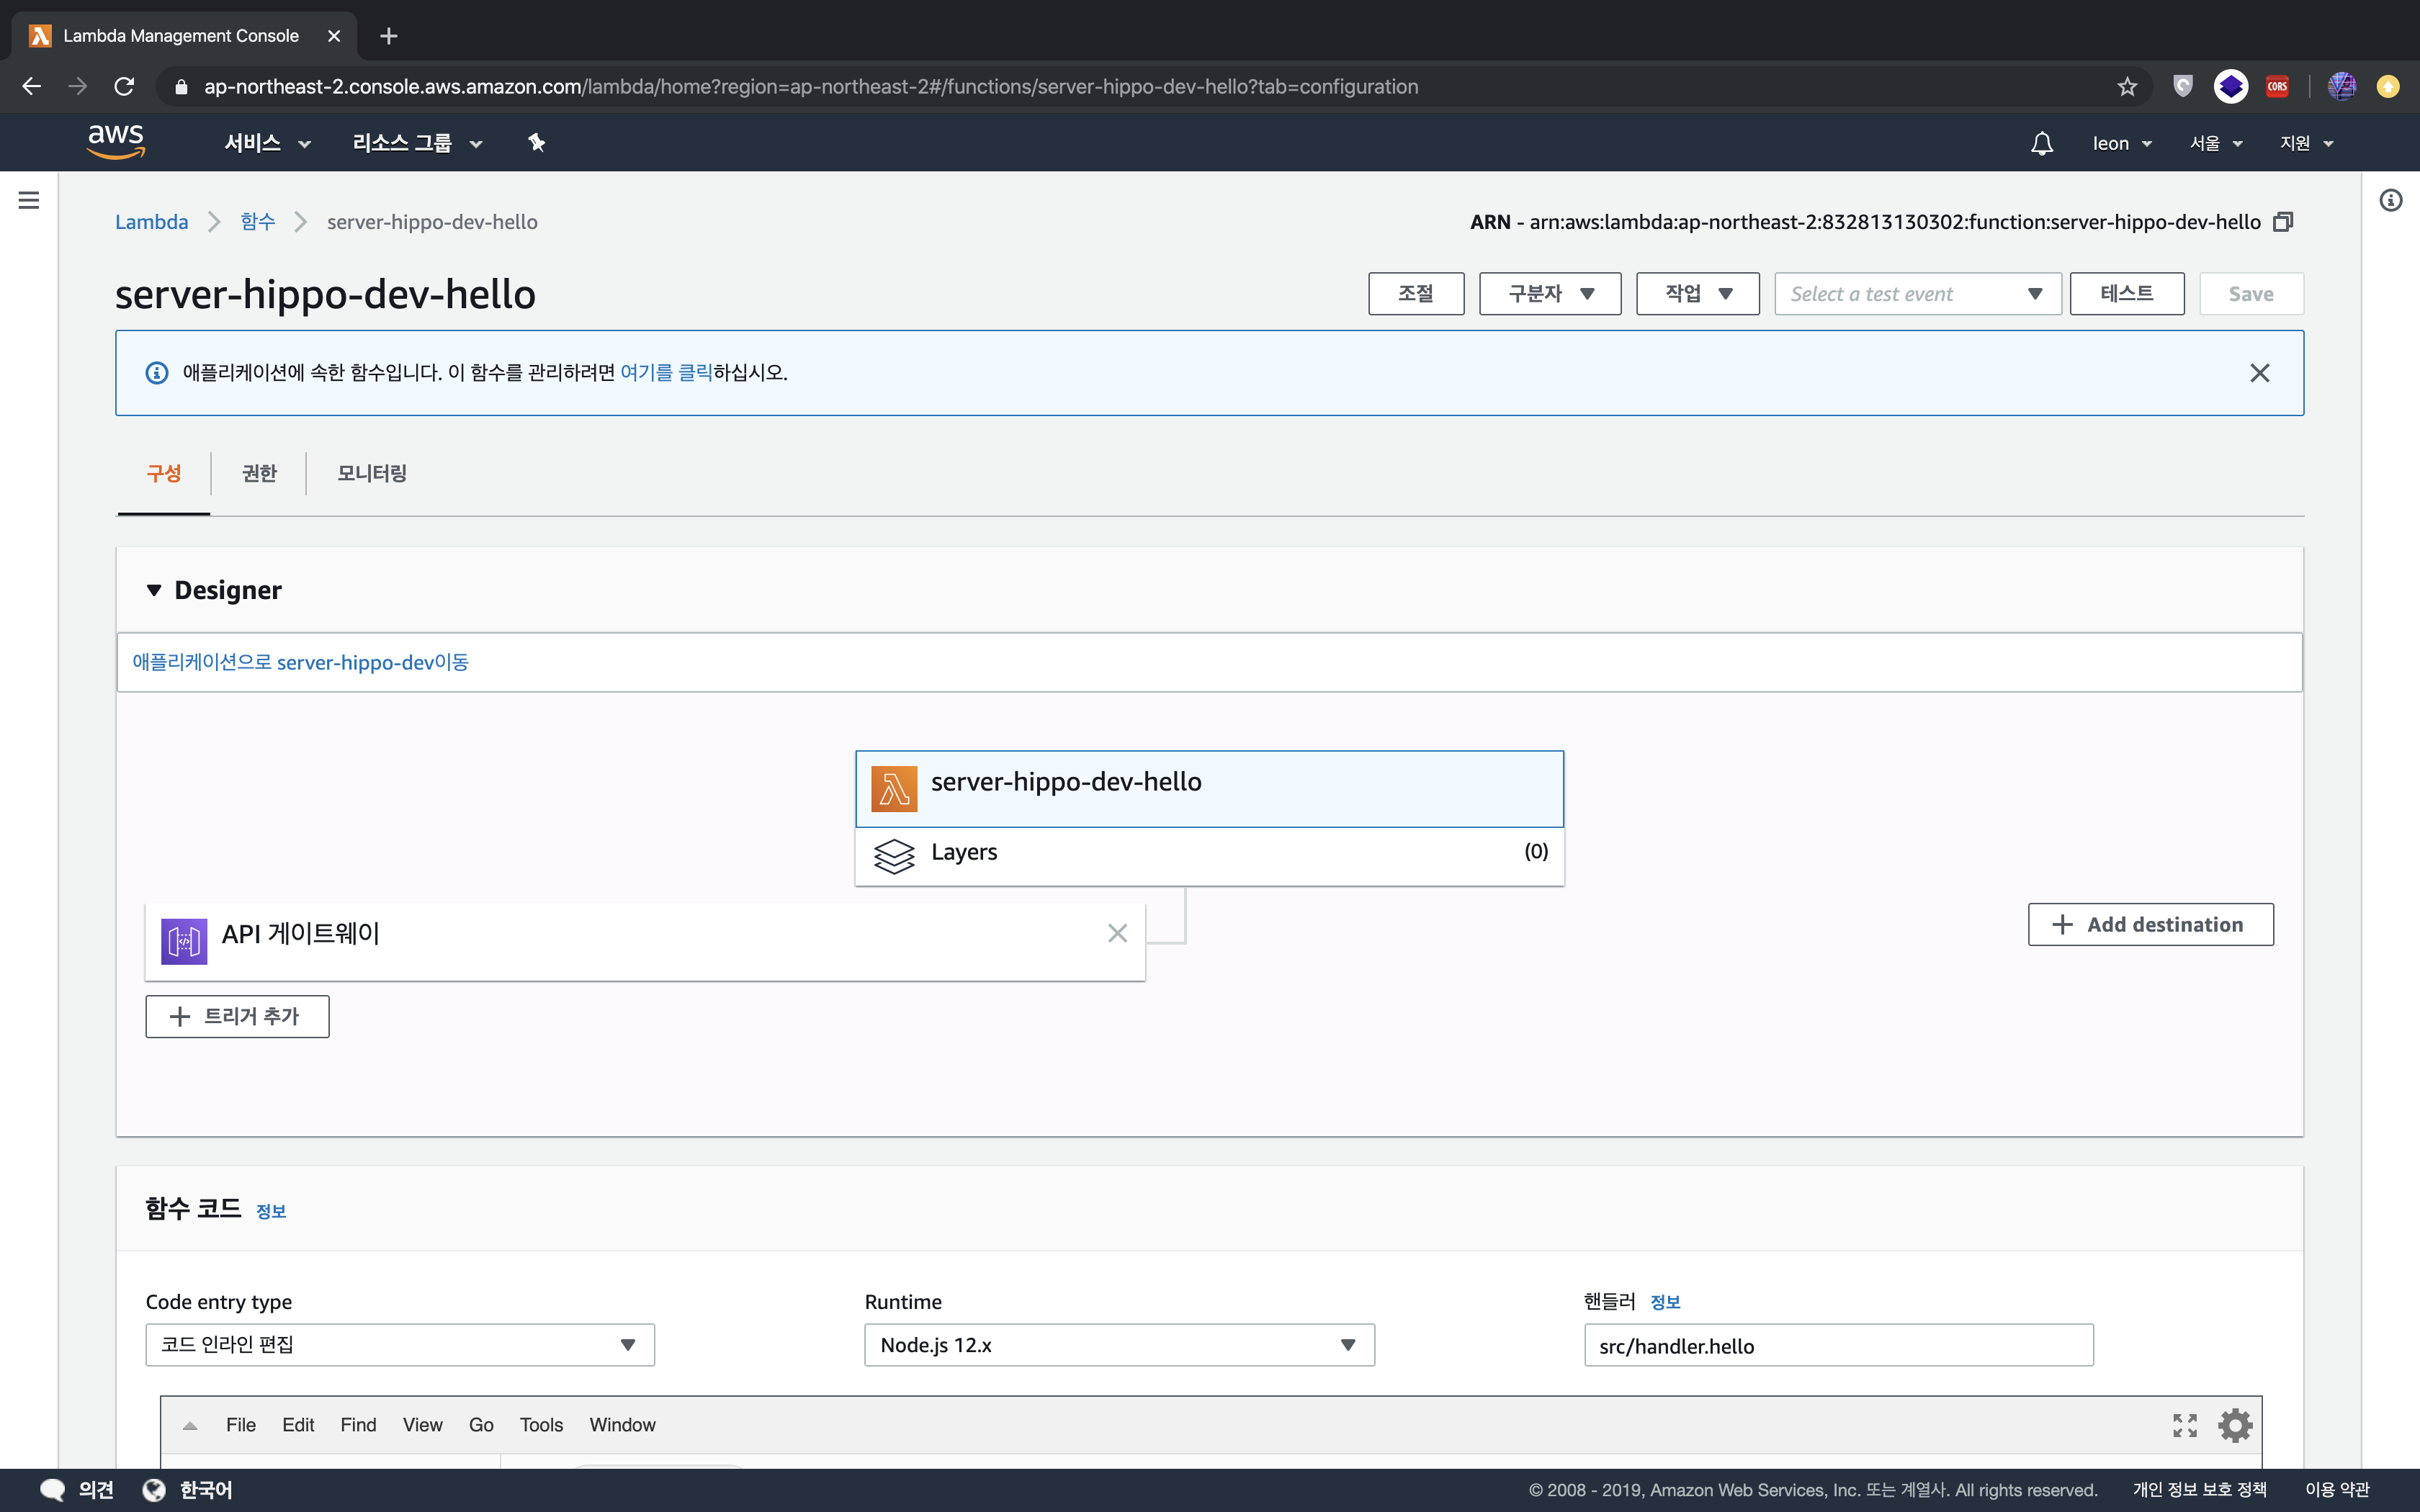 Lambda Management Console
ap-northeast-2.console.aws.amazon.com/lambda/home?region=ap-northeast-2#/functions/server-hippo-dev-hello?tab=configuration
CORS
aws 서비스 리소스 그룹 leon 서울 지원
Lambda 함수 server-hippo-dev-hello ARN - arn:aws:lambda:ap-northeast-2:832813130302:function:server-hippo-dev-hello
server-hippo-dev-hello 조절 구분자 작업 Select a test event 테스트 Save
애플리케이션에 속한 함수입니다. 이 함수를 관리하려면 여기를 클릭하십시오.
구성 권한 모니터링
Designer
애플리케이션으로 server-hippo-dev이동
server-hippo-dev-hello
Layers (0)
API 게이트웨이
Add destination
트리거 추가
함수 코드 정보
Code entry type Runtime 핸들러 정보
코드 인라인 편집 Node.js 12.x src/handler.hello
File Edit Find View Go Tools Window
의견 한국어 © 2008 - 2019, Amazon Web Services, Inc. 또는 계열사. All rights reserved. 개인 정보 보호 정책 이용 약관